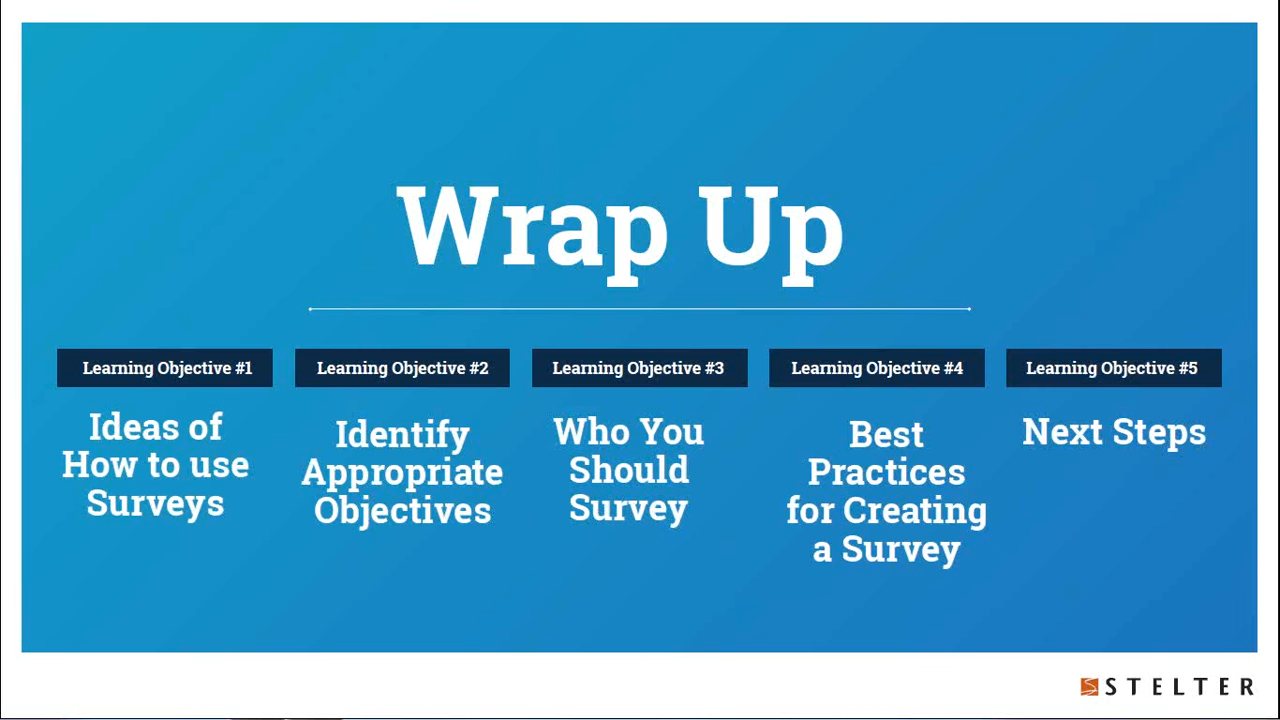 Wrap Up
Learning Objective #1
Ideas of
How to use
Surveys
Learning Objective #2
Identify
Appropriate
Objectives
Learning Objective #3
Who You
Should
Survey
Learning Objective #4
Best
Practices
for Creating
a Survey
Learning Objective #5
Next Steps
STELTER